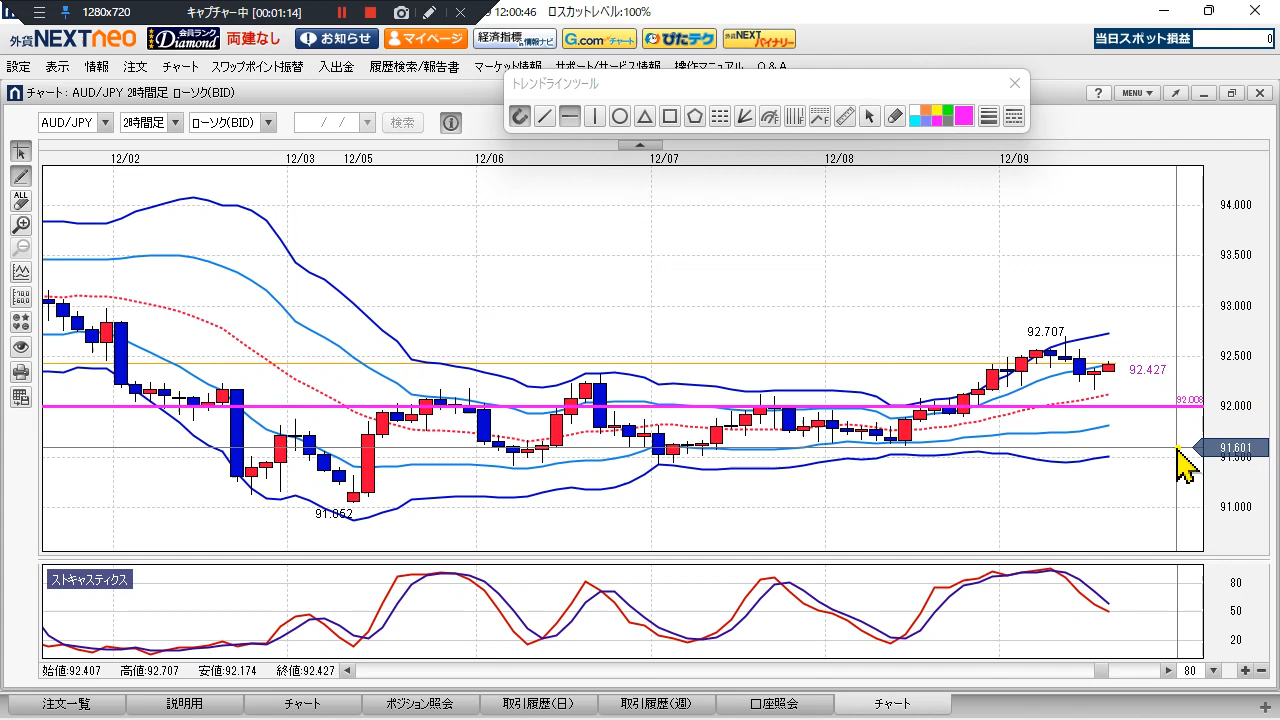 1280x720 キャプチャー中 [00:01:14] 12:00:46 ロスカットレベル:100%
外貨NEXTneo 会員ランク Diamond 両建なし お知らせ マイページ 経済指標の情報ナビ G.comチャート ぴたテク 外貨NEXTバイナリー 当日スポット損益 0
設定 表示 情報 注文 チャート スワップポイント振替 入出金 履歴検索/報告書 マーケット情報 サポート/サービス情報 操作マニュアル Q&A
トレンドラインツール
チャート : AUD/JPY 2時間足 ローソク(BID) ? MENU
AUD/JPY 2時間足 ローソク(BID) / / 検索
12/02 12/03 12/05 12/06 12/07 12/08 12/09
ALL
94.000
93.500
93.000
92.707
92.500
92.427
92.008
92.000
91.601
91.500
91.000
91.052
ストキャスティクス
80
50
20
始値:92.407 高値:92.707 安値:92.174 終値:92.427 80
注文一覧 説明用 チャート ポジション照会 取引履歴(日) 取引履歴(週) 口座照会 チャート